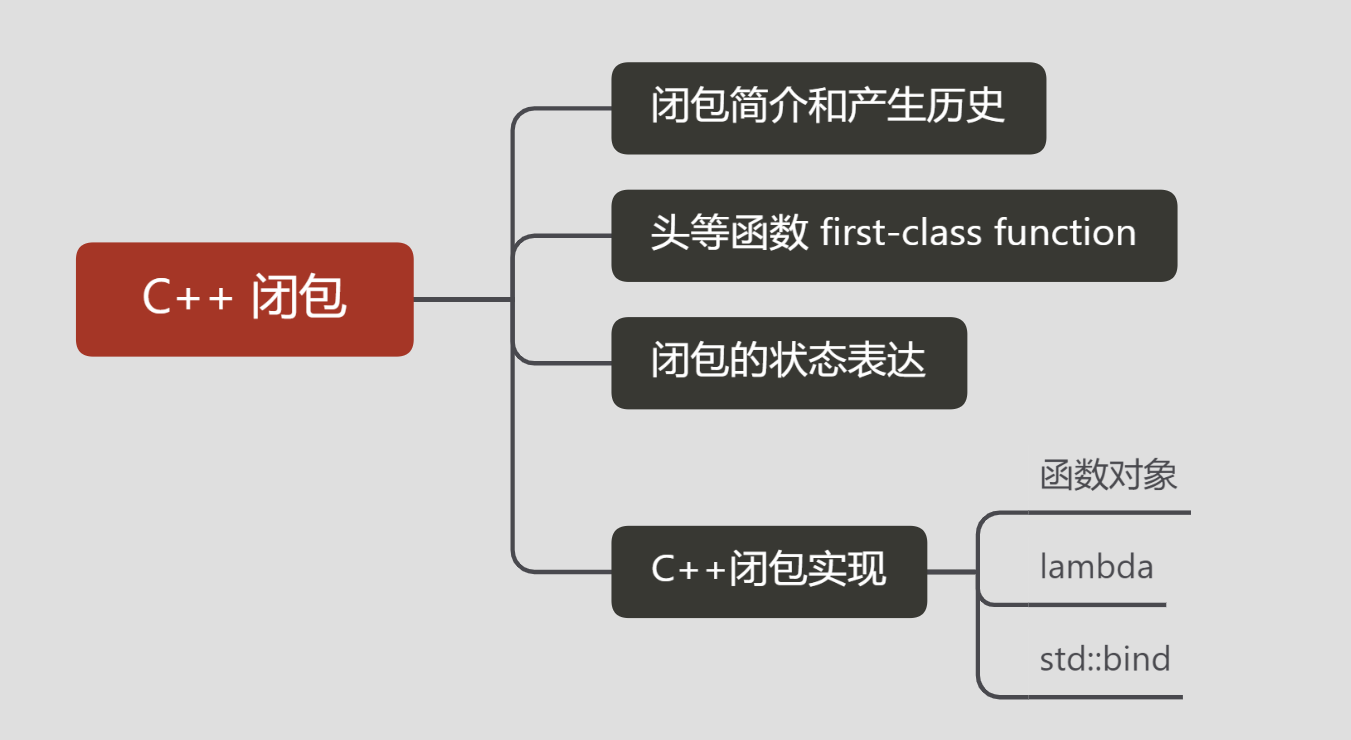 C++ 闭包
闭包简介和产生历史
头等函数 first-class function
闭包的状态表达
C++闭包实现
函数对象
lambda
std::bind